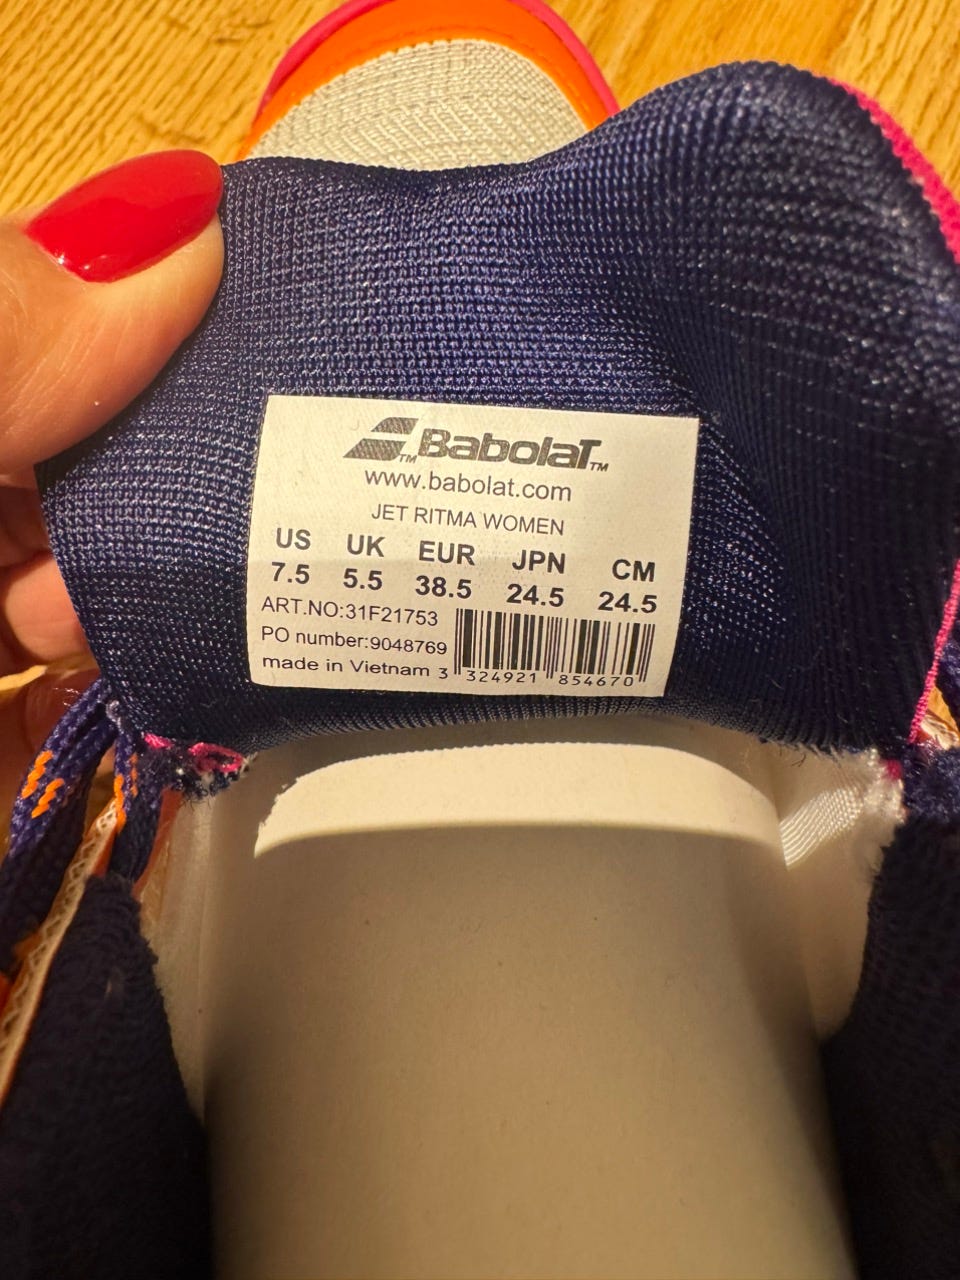 BabolaT™
www.babolat.com
JET RITMA WOMEN
US UK EUR JPN CM
7.5 5.5 38.5 24.5 24.5
ART.NO:31F21753
PO number:9048769
made in Vietnam 3 324921 854670